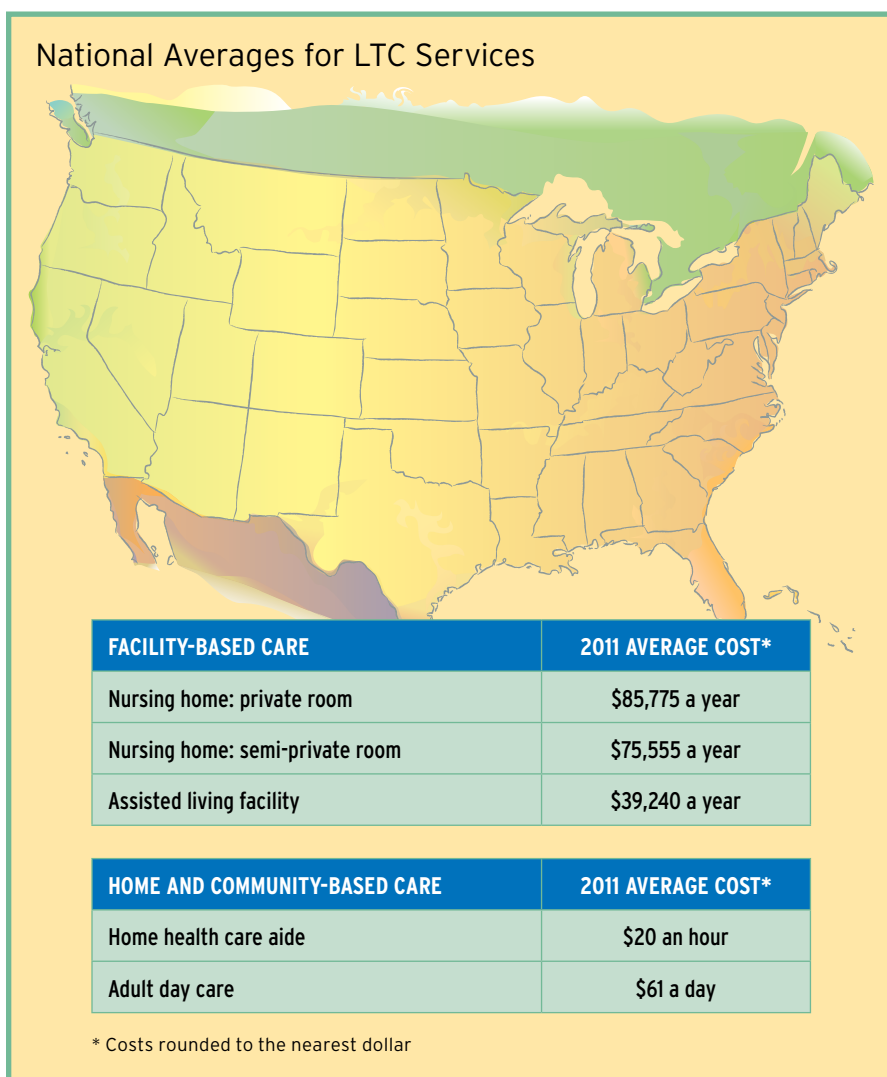 National Averages for LTC Services
FACILITY-BASED CARE 2011 AVERAGE COST*
Nursing home: private room $85,775 a year
Nursing home: semi-private room $75,555 a year
Assisted living facility $39,240 a year
HOME AND COMMUNITY-BASED CARE 2011 AVERAGE COST*
Home health care aide $20 an hour
Adult day care $61 a day
* Costs rounded to the nearest dollar